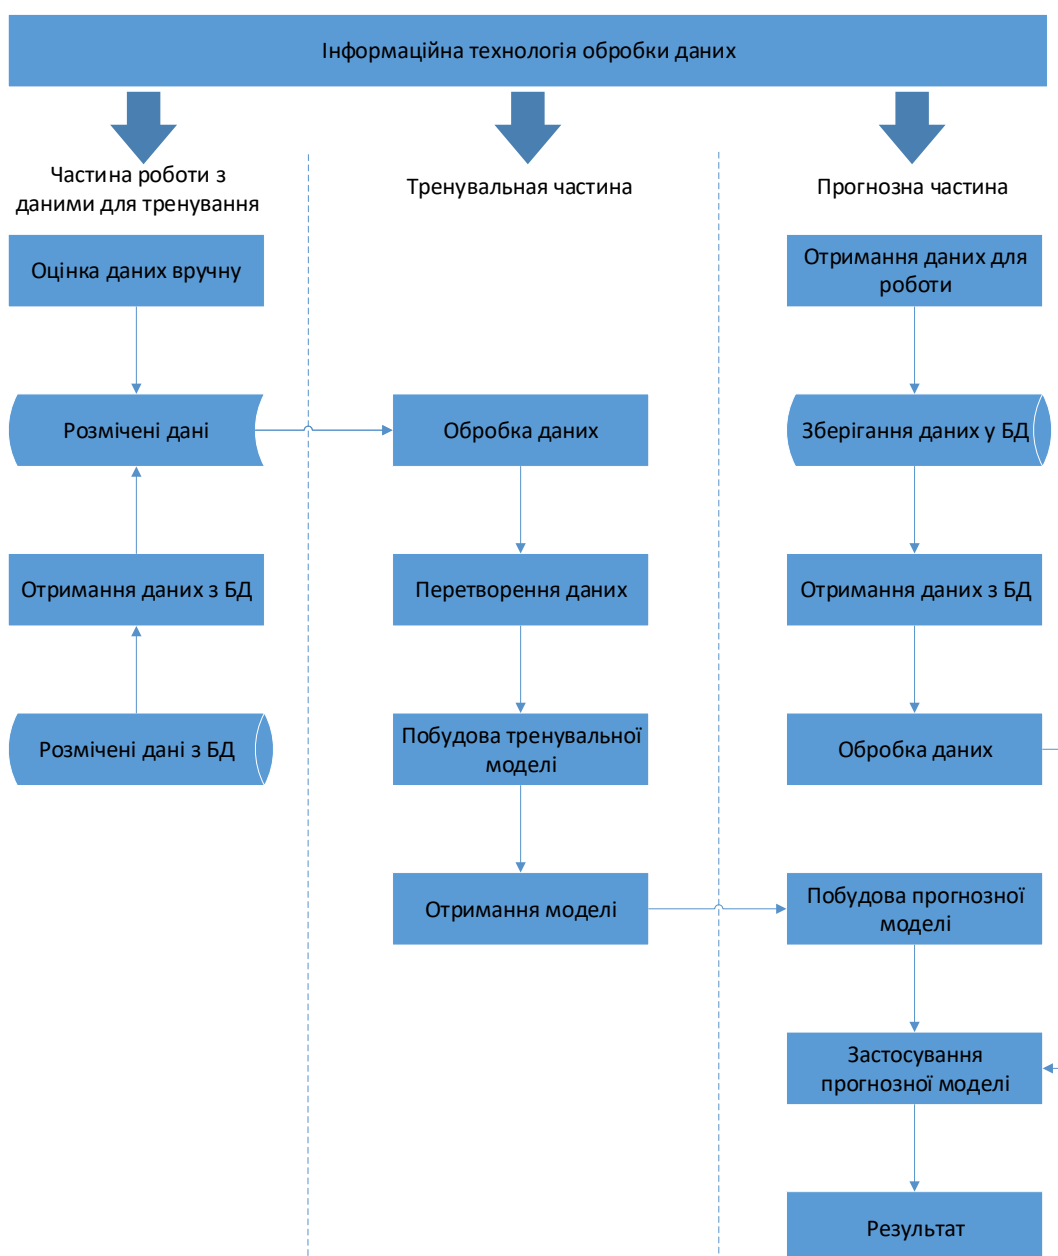 Інформаційна технологія обробки даних
Частина роботи з
даними для тренування
Тренувальная частина
Прогнозна частина
Оцінка даних вручну
Отримання даних для
роботи
Розмічені дані
Обробка даних
Зберігання даних у БД
Отримання даних з БД
Перетворення даних
Отримання даних з БД
Розмічені дані з БД
Побудова тренувальної
моделі
Обробка даних
Отримання моделі
Побудова прогнозної
моделі
Застосування
прогнозної моделі
Результат